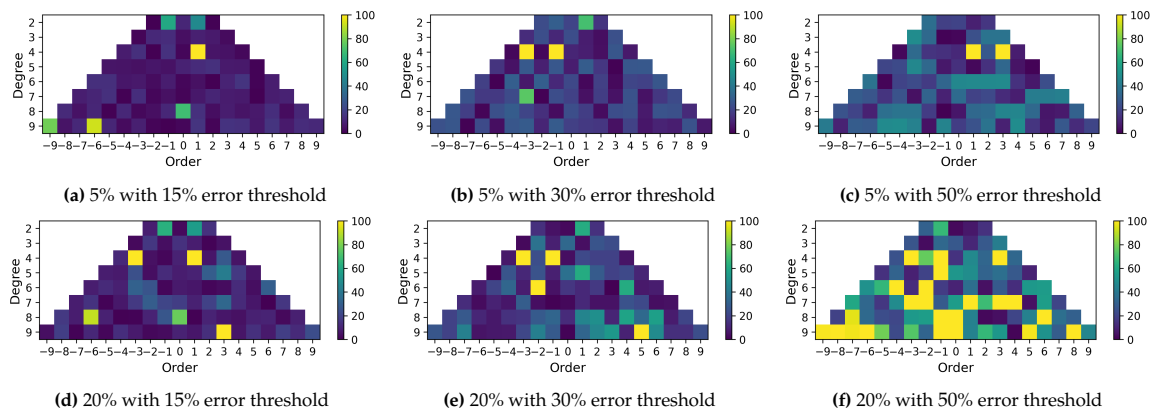 2 3 4 5 6 7 8 9
Degree
−9−8−7−6−5−4−3−2−1 0 1 2 3 4 5 6 7 8 9
Order
0 20 40 60 80 100
(a) 5% with 15% error threshold
2 3 4 5 6 7 8 9
Degree
−9−8−7−6−5−4−3−2−1 0 1 2 3 4 5 6 7 8 9
Order
0 20 40 60 80 100
(b) 5% with 30% error threshold
2 3 4 5 6 7 8 9
Degree
−9−8−7−6−5−4−3−2−1 0 1 2 3 4 5 6 7 8 9
Order
0 20 40 60 80 100
(c) 5% with 50% error threshold
2 3 4 5 6 7 8 9
Degree
−9−8−7−6−5−4−3−2−1 0 1 2 3 4 5 6 7 8 9
Order
0 20 40 60 80 100
(d) 20% with 15% error threshold
2 3 4 5 6 7 8 9
Degree
−9−8−7−6−5−4−3−2−1 0 1 2 3 4 5 6 7 8 9
Order
0 20 40 60 80 100
(e) 20% with 30% error threshold
2 3 4 5 6 7 8 9
Degree
−9−8−7−6−5−4−3−2−1 0 1 2 3 4 5 6 7 8 9
Order
0 20 40 60 80 100
(f) 20% with 50% error threshold